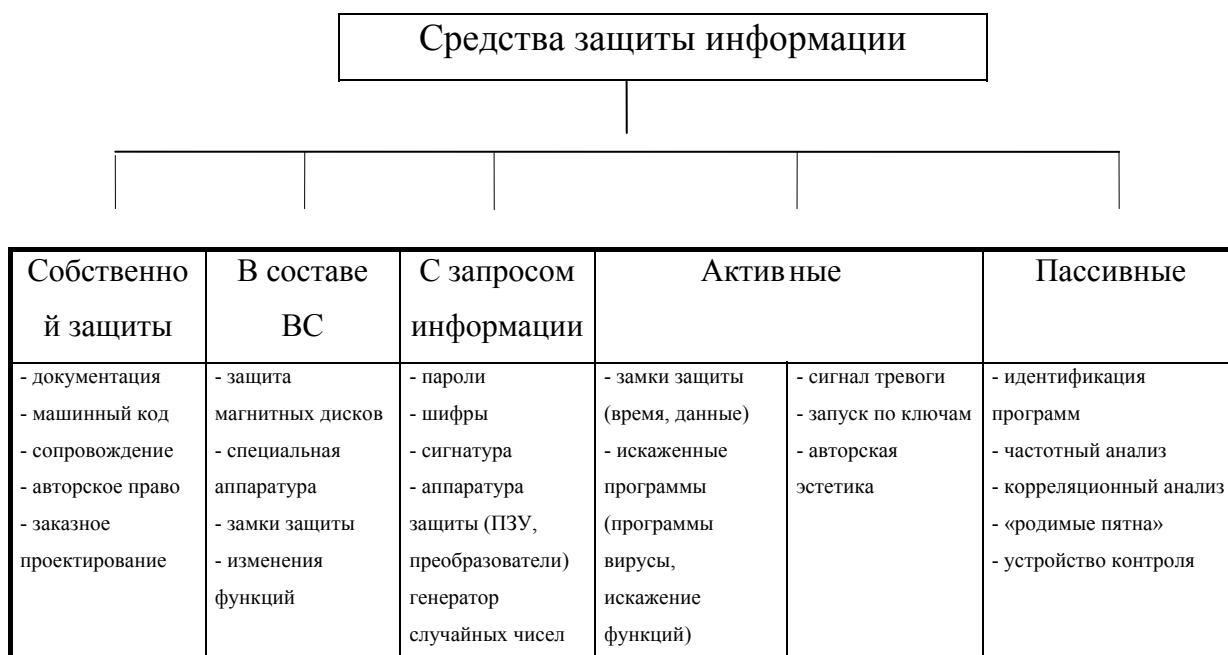 Средства защиты информации
Собственно
й защиты
В составе
ВС
С запросом
информации
Активные
Пассивные
- документация
- машинный код
- сопровождение
- авторское право
- заказное
проектирование
- защита
магнитных дисков
- специальная
аппаратура
- замки защиты
- изменения
функций
- пароли
- шифры
- сигнатура
- аппаратура
защиты (ПЗУ,
преобразователи)
генератор
случайных чисел
- замки защиты
(время, данные)
- искаженные
программы
(программы
вирусы,
искажение
функций)
- сигнал тревоги
- запуск по ключам
- авторская
эстетика
- идентификация
программ
- частотный анализ
- корреляционный анализ
- «родимые пятна»
- устройство контроля